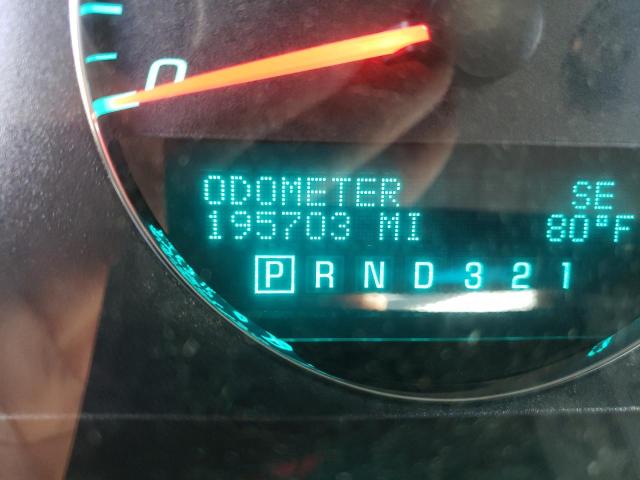 0
ODOMETER SE
195703 MI 80°F
P R N D 3 2 1